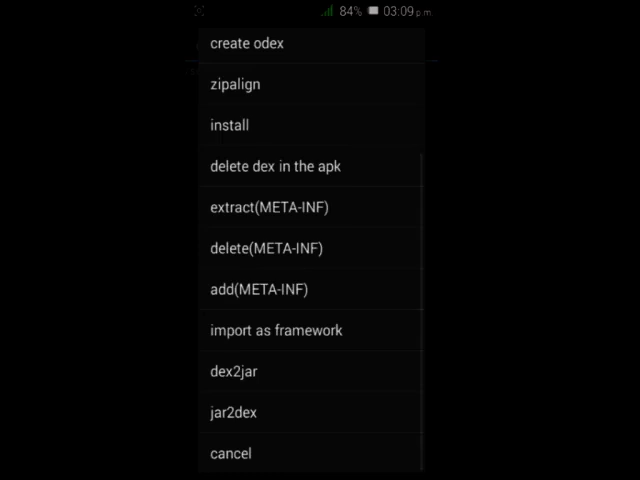 84% 03:09 p.m.
create odex
zipalign
install
delete dex in the apk
extract(META-INF)
delete(META-INF)
add(META-INF)
import as framework
dex2jar
jar2dex
cancel